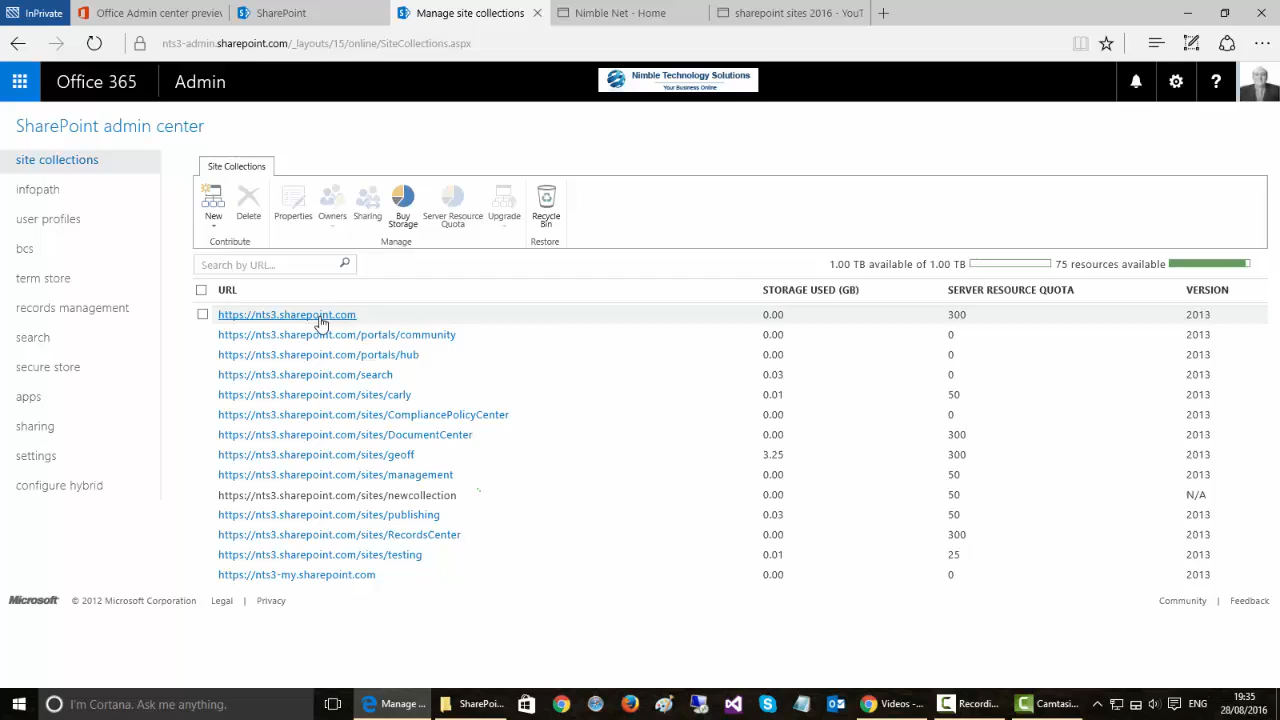 InPrivate
Office Admin center previev
SharePoint
Manage site collections
Nimble Net - Home
sharepoint sites 2016 - YouT
nts3-admin.sharepoint.com/_layouts/15/online/SiteCollections.aspx
Office 365
Admin
Nimble Technology Solutions
Your Business Online
SharePoint admin center
site collections
infopath
user profiles
bcs
term store
records management
search
secure store
apps
sharing
settings
configure hybrid
Site Collections
New
Delete
Properties
Owners
Sharing
Buy Storage
Server Resource Quota
Upgrade
Recycle Bin
Contribute
Manage
Restore
Search by URL...
1.00 TB available of 1.00 TB
75 resources available
URL STORAGE USED (GB) SERVER RESOURCE QUOTA VERSION
https://nts3.sharepoint.com 0.00 300 2013
https://nts3.sharepoint.com/portals/community 0.00 0 2013
https://nts3.sharepoint.com/portals/hub 0.00 0 2013
https://nts3.sharepoint.com/search 0.03 0 2013
https://nts3.sharepoint.com/sites/carly 0.01 50 2013
https://nts3.sharepoint.com/sites/CompliancePolicyCenter 0.00 0 2013
https://nts3.sharepoint.com/sites/DocumentCenter 0.00 300 2013
https://nts3.sharepoint.com/sites/geoff 3.25 300 2013
https://nts3.sharepoint.com/sites/management 0.00 50 2013
https://nts3.sharepoint.com/sites/newcollection 0.00 50 N/A
https://nts3.sharepoint.com/sites/publishing 0.03 50 2013
https://nts3.sharepoint.com/sites/RecordsCenter 0.00 300 2013
https://nts3.sharepoint.com/sites/testing 0.01 25 2013
https://nts3-my.sharepoint.com 0.00 0 2013
Microsoft © 2012 Microsoft Corporation Legal | Privacy
Community | Feedback
I'm Cortana. Ask me anything.
Manage ...
SharePoi...
Videos -...
Recordi...
Camtasi...
ENG
19:35
28/08/2016